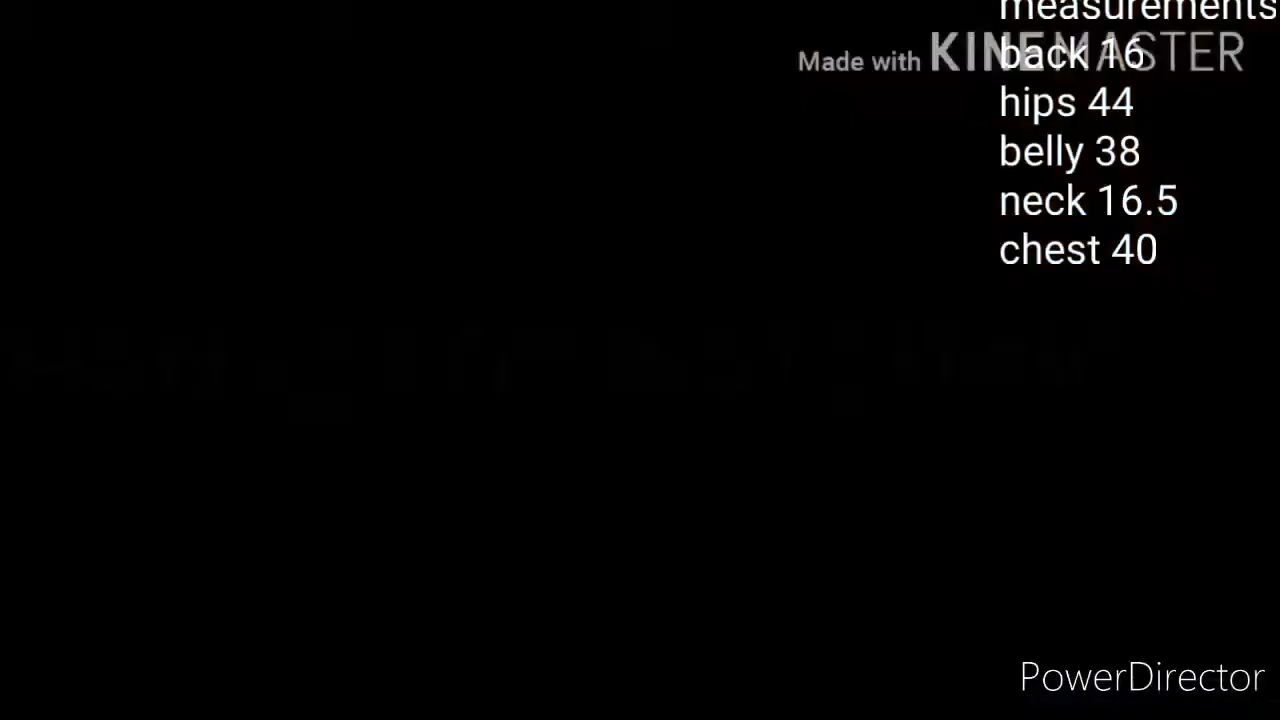 measurements
Made with KINEMASTER
back 16
hips 44
belly 38
neck 16.5
chest 40
PowerDirector